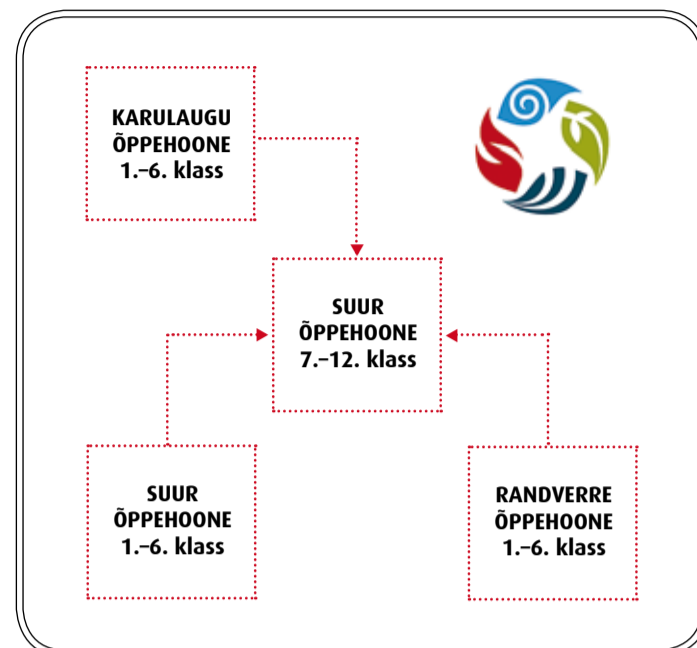 KARULAUGU
ÕPPEHOONE
1.–6. klass
SUUR
ÕPPEHOONE
7.–12. klass
SUUR
ÕPPEHOONE
1.–6. klass
RANDVERRE
ÕPPEHOONE
1.–6. klass